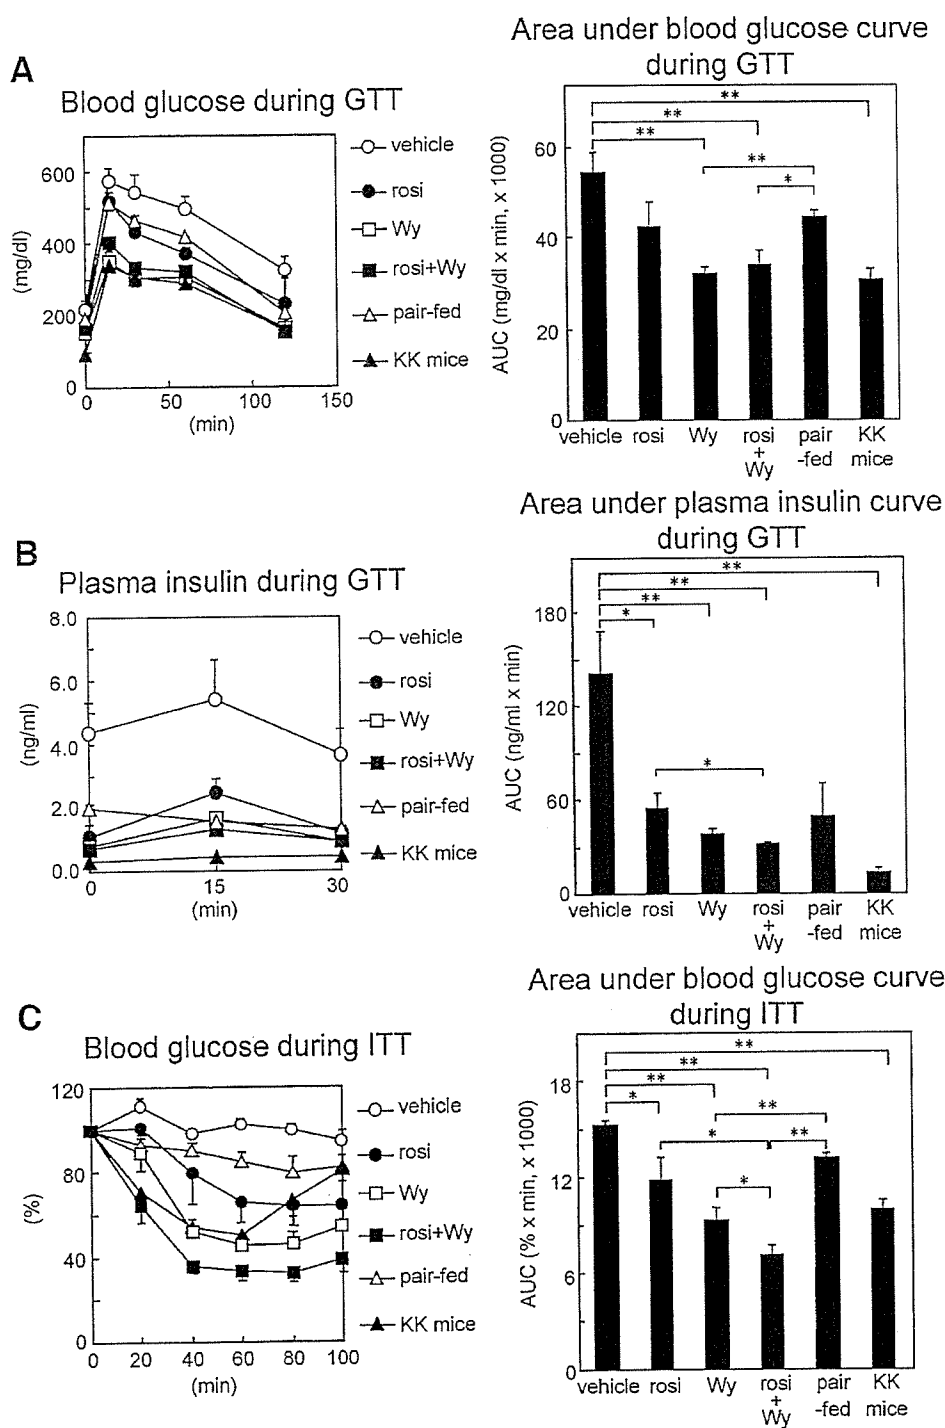 A
Blood glucose during GTT
(mg/dl)
600
400
200
0
0 50 100 150
(min)
vehicle
rosi
Wy
rosi+Wy
pair-fed
KK mice
Area under blood glucose curve
during GTT
AUC (mg/dl x min, x 1000)
60
40
20
0
**
**
**
**
*
vehicle rosi Wy rosi + Wy pair -fed KK mice
B
Plasma insulin during GTT
(ng/ml)
8.0
6.0
4.0
2.0
0.0
0 15 30
(min)
vehicle
rosi
Wy
rosi+Wy
pair-fed
KK mice
Area under plasma insulin curve
during GTT
AUC (ng/ml x min)
180
120
60
0
**
**
**
*
*
vehicle rosi Wy rosi + Wy pair -fed KK mice
C
Blood glucose during ITT
(%)
120
80
40
0
0 20 40 60 80 100
(min)
vehicle
rosi
Wy
rosi+Wy
pair-fed
KK mice
Area under blood glucose curve
during ITT
AUC (% x min, x 1000)
18
12
6
0
**
**
**
*
**
* **
*
vehicle rosi Wy rosi + Wy pair -fed KK mice